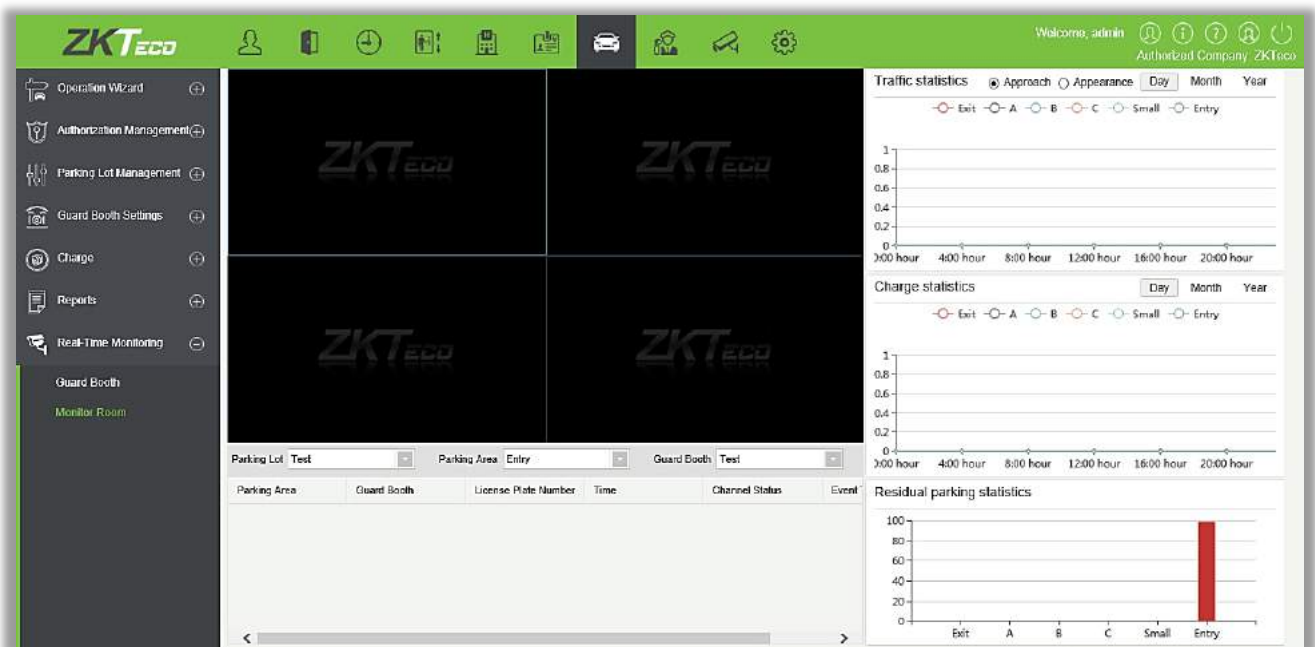 ZKTeco
Welcome, admin
Authorized Company ZKTeco
Operation Wizard
Authorization Management
Parking Lot Management
Guard Booth Settings
Charge
Reports
Real-Time Monitoring
Guard Booth
Monitor Room
ZKTeco ZKTeco
ZKTeco ZKTeco
Parking Lot Test Parking Area Entry Guard Booth Test
Parking Area Guard Booth License Plate Number Time Channel Status Event
Traffic statistics Approach Appearance Day Month Year
Exit A B C Small Entry
1
0.8
0.6
0.4
0.2
0
0:00 hour 4:00 hour 8:00 hour 12:00 hour 16:00 hour 20:00 hour
Charge statistics Day Month Year
Exit A B C Small Entry
1
0.8
0.6
0.4
0.2
0
0:00 hour 4:00 hour 8:00 hour 12:00 hour 16:00 hour 20:00 hour
Residual parking statistics
100
80
60
40
20
0
Exit A B C Small Entry